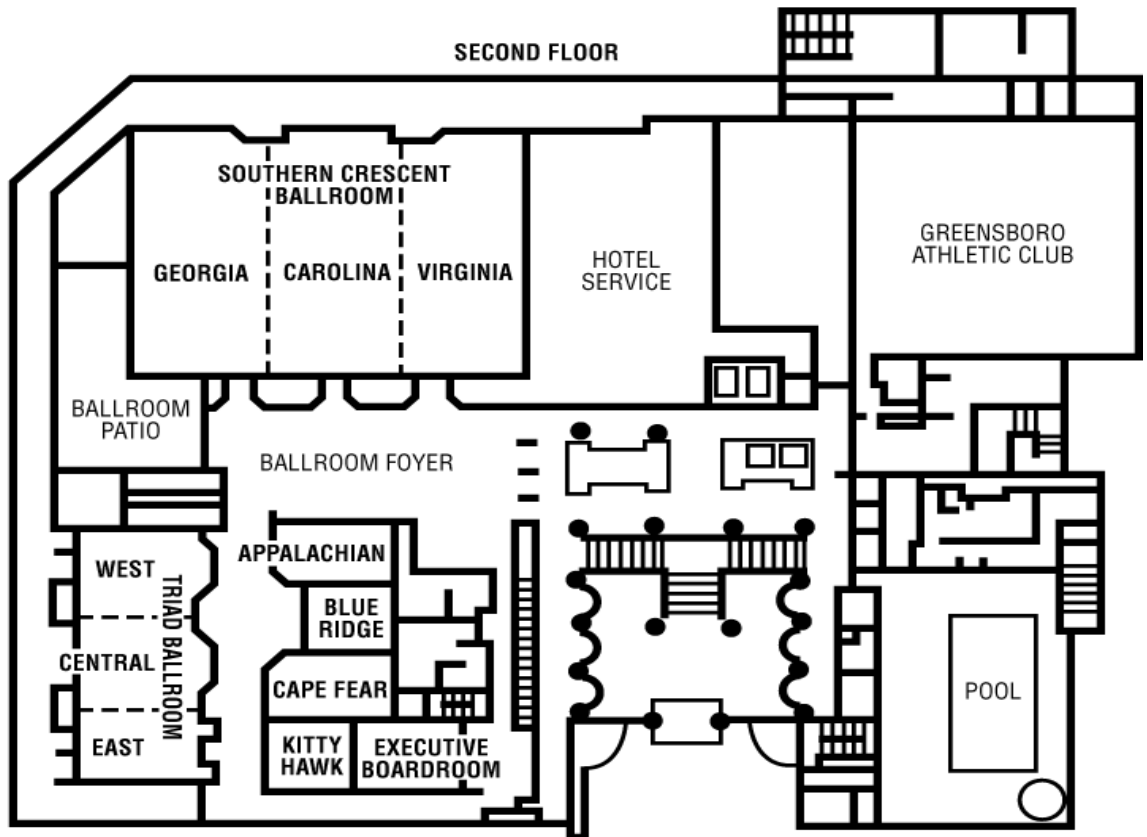 SECOND FLOOR
SOUTHERN CRESCENT
BALLROOM
GEORGIA
CAROLINA
VIRGINIA
HOTEL
SERVICE
GREENSBORO
ATHLETIC CLUB
BALLROOM
PATIO
BALLROOM FOYER
WEST
CENTRAL
EAST
TRIAD BALLROOM
APPALACHIAN
BLUE
RIDGE
CAPE FEAR
KITTY
HAWK
EXECUTIVE
BOARDROOM
POOL